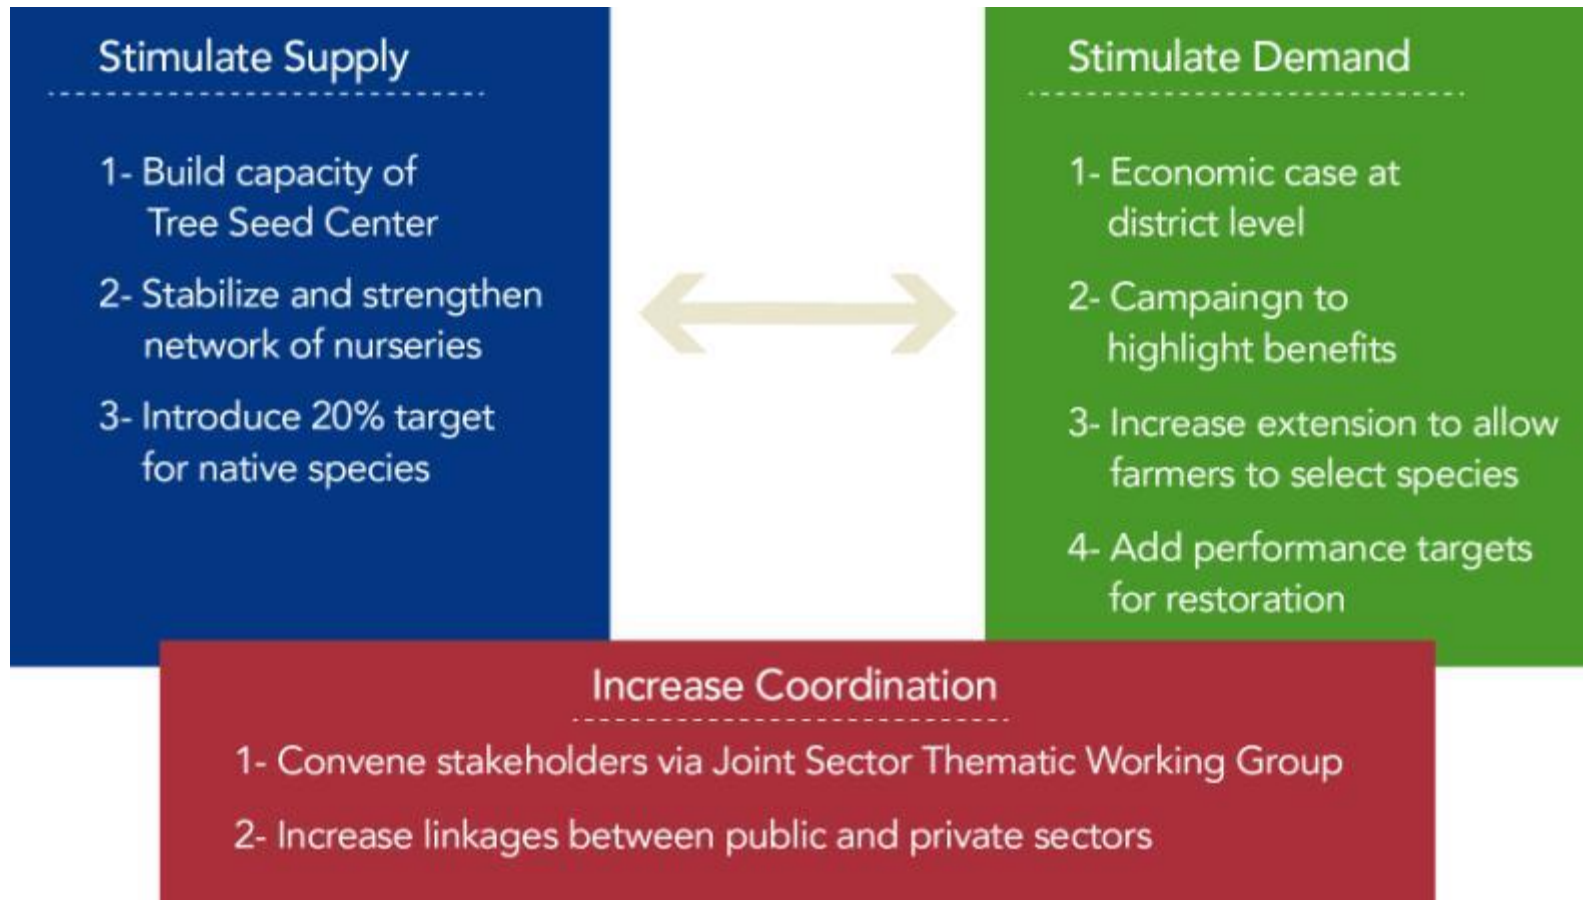 Stimulate Supply
1- Build capacity of
Tree Seed Center
2- Stabilize and strengthen
network of nurseries
3- Introduce 20% target
for native species
Stimulate Demand
1- Economic case at
district level
2- Campaingn to
highlight benefits
3- Increase extension to allow
farmers to select species
4- Add performance targets
for restoration
Increase Coordination
1- Convene stakeholders via Joint Sector Thematic Working Group
2- Increase linkages between public and private sectors